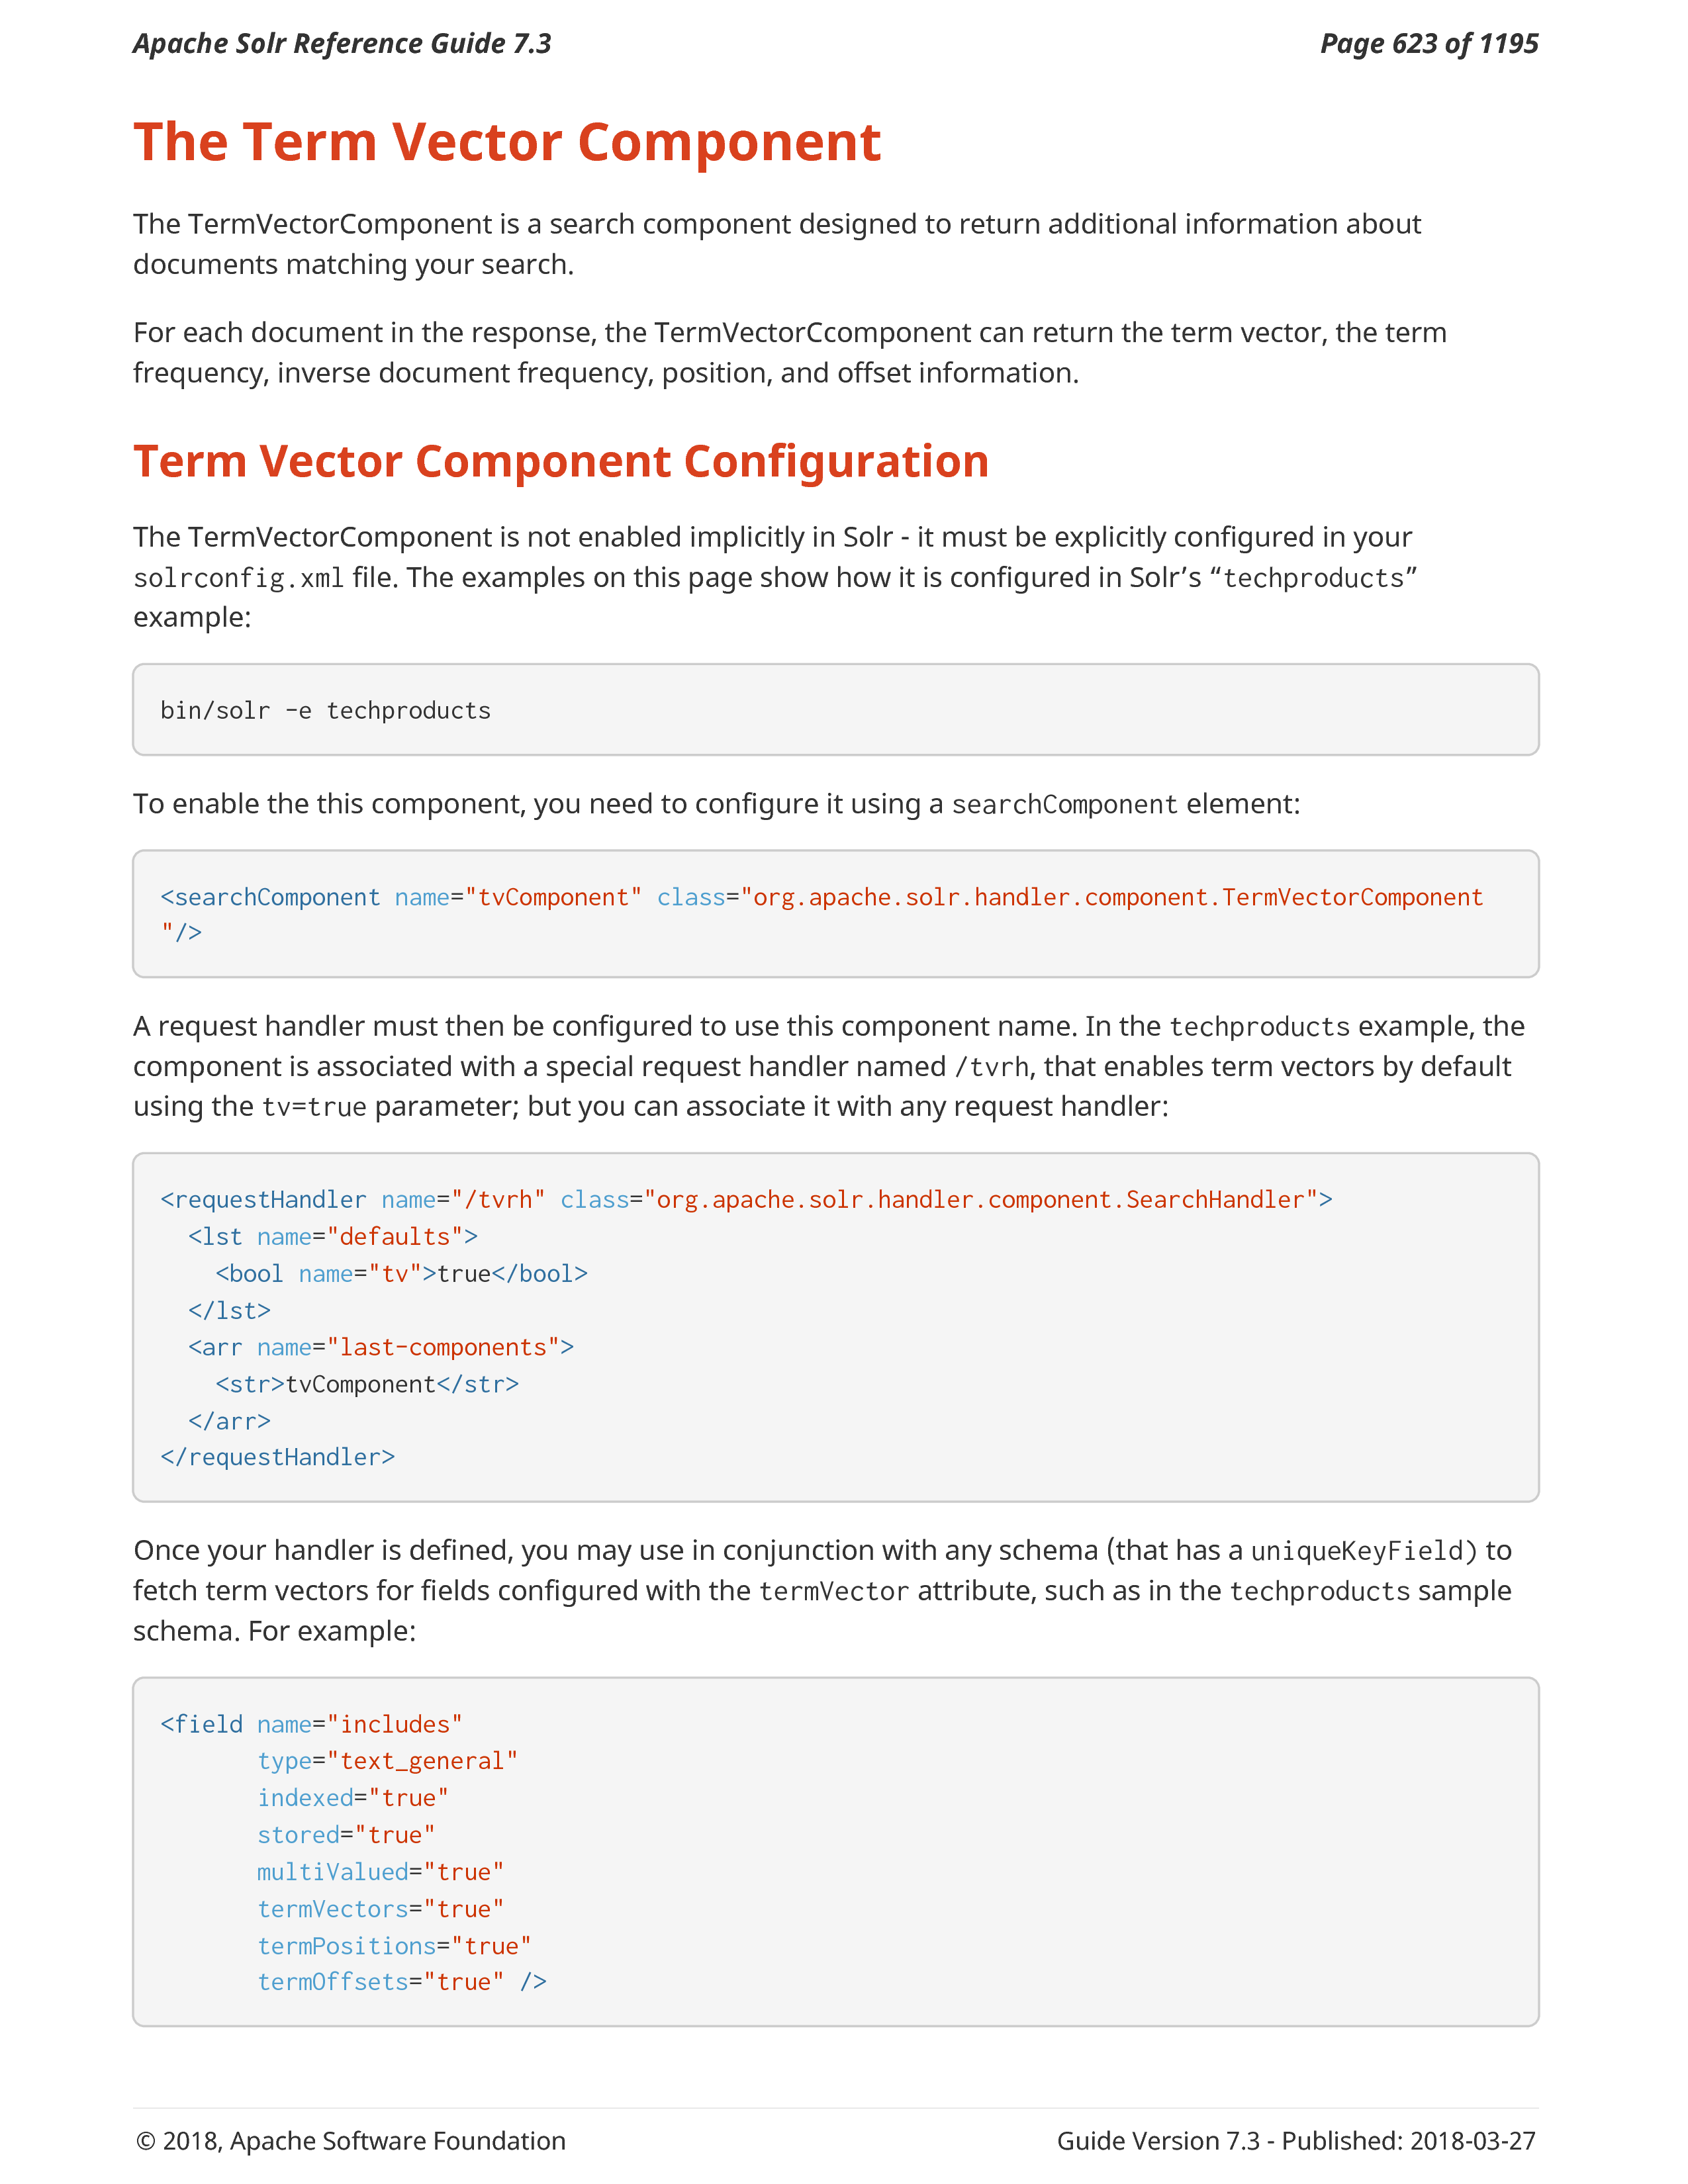 Apache Solr Reference Guide 7.3 Page 623 of 1195
The Term Vector Component
The TermVectorComponent is a search component designed to return additional information about
documents matching your search.
For each document in the response, the TermVectorCcomponent can return the term vector, the term
frequency, inverse document frequency, position, and offset information.
Term Vector Component Configuration
The TermVectorComponent is not enabled implicitly in Solr - it must be explicitly configured in your
solrconfig.xml file. The examples on this page show how it is configured in Solr’s “techproducts”
example:
bin/solr -e techproducts
To enable the this component, you need to configure it using a searchComponent element:
<searchComponent name="tvComponent" class="org.apache.solr.handler.component.TermVectorComponent
"/>
A request handler must then be configured to use this component name. In the techproducts example, the
component is associated with a special request handler named /tvrh, that enables term vectors by default
using the tv=true parameter; but you can associate it with any request handler:
<requestHandler name="/tvrh" class="org.apache.solr.handler.component.SearchHandler">
  <lst name="defaults">
    <bool name="tv">true</bool>
  </lst>
  <arr name="last-components">
    <str>tvComponent</str>
  </arr>
</requestHandler>
Once your handler is defined, you may use in conjunction with any schema (that has a uniqueKeyField) to
fetch term vectors for fields configured with the termVector attribute, such as in the techproducts sample
schema. For example:
<field name="includes"
       type="text_general"
       indexed="true"
       stored="true"
       multiValued="true"
       termVectors="true"
       termPositions="true"
       termOffsets="true" />
© 2018, Apache Software Foundation Guide Version 7.3 - Published: 2018-03-27